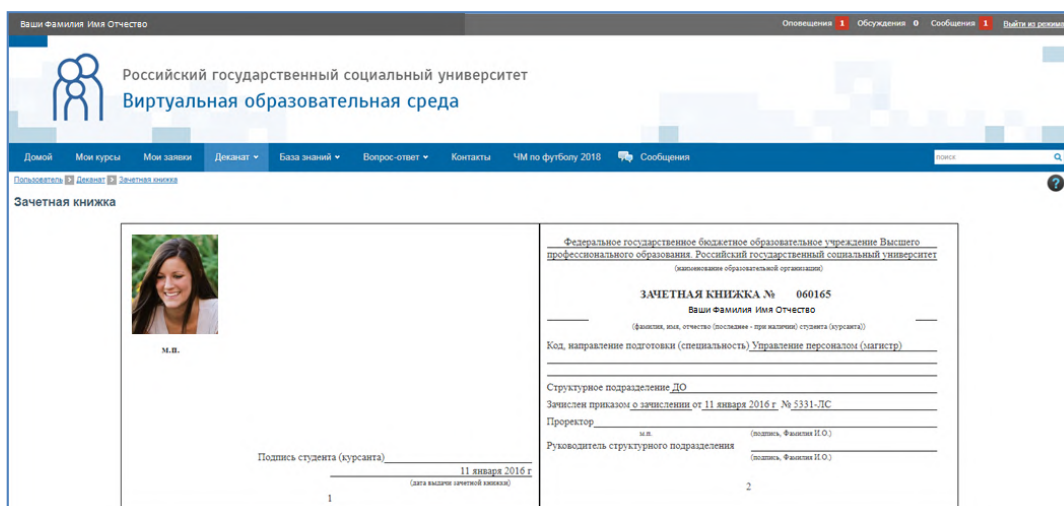 Ваши Фамилия Имя Отчество
Оповещения 1 Обсуждения 0 Сообщения 1 Выйти из режима
Российский государственный социальный университет
Виртуальная образовательная среда
Домой Мои курсы Мои заявки Деканат База знаний Вопрос-ответ Контакты ЧМ по футболу 2018 Сообщения поиск
Пользователь Деканат Зачетная книжка
?
Зачетная книжка
м.п.
Подпись студента (курсанта)
11 января 2016 г
(дата выдачи зачетной книжки)
1
Федеральное государственное бюджетное образовательное учреждение Высшего
профессионального образования. Российский государственный социальный университет
(наименование образовательной организации)
ЗАЧЕТНАЯ КНИЖКА № 060165
Ваши Фамилия Имя Отчество
(фамилия, имя, отчество (последнее - при наличии) студента (курсанта))
Код, направление подготовки (специальность) Управление персоналом (магистр)
Структурное подразделение ДО
Зачислен приказом о зачислении от 11 января 2016 г № 5331-ЛС
Проректор
м.п. (подпись, Фамилия И.О.)
Руководитель структурного подразделения
(подпись, Фамилия И.О.)
2